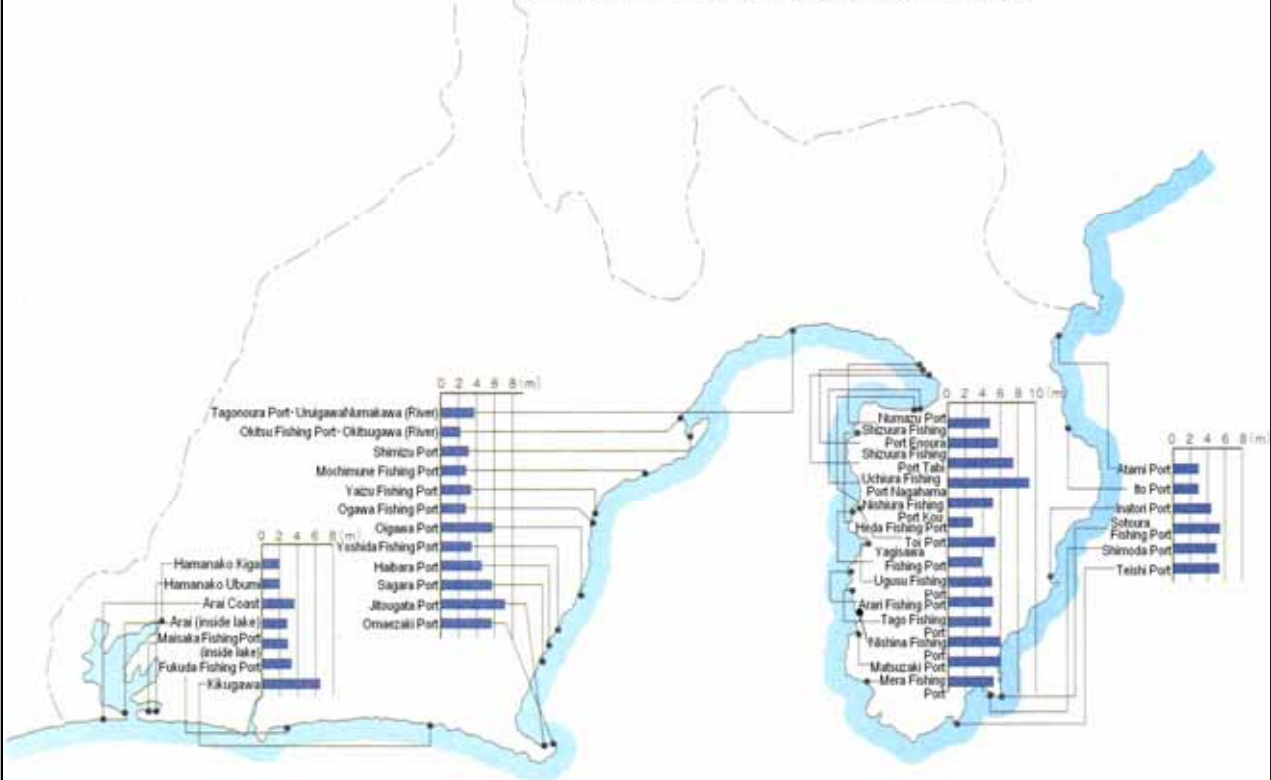 0 2 4 6 8 (m)
Tagonoura Port・UruigawaNumakawa (River)
Okitsu Fishing Port・Okitsugawa (River)
Shimizu Port
Mochimune Fishing Port
Yaizu Fishing Port
Ogawa Fishing Port
Oigawa Port
Yoshida Fishing Port
Haibara Port
Sagara Port
Jitougata Port
Omaezaki Port
0 2 4 6 8 (m)
Hamanako Kiga
Hamanako Ubumi
Arai Coast
Arai (inside lake)
Maisaka Fishing Port
(inside lake)
Fukuda Fishing Port
Kikugawa
0 2 4 6 8 10 (m)
Numazu Port
Shizuura Fishing
Port Enoura
Shizuura Fishing
Port Tabi
Uchiura Fishing
Port Nagahama
Nishiura Fishing
Port Kou
Heda Fishing Port
Toi Port
Yagisawa
Fishing Port
Ugusu Fishing
Port
Arari Fishing Port
Tago Fishing
Port
Nishina Fishing
Port
Matsuzaki Port
Mera Fishing
Port
0 2 4 6 8 (m)
Atami Port
Ito Port
Inatori Port
Sotoura
Fishing Port
Shimoda Port
Teishi Port